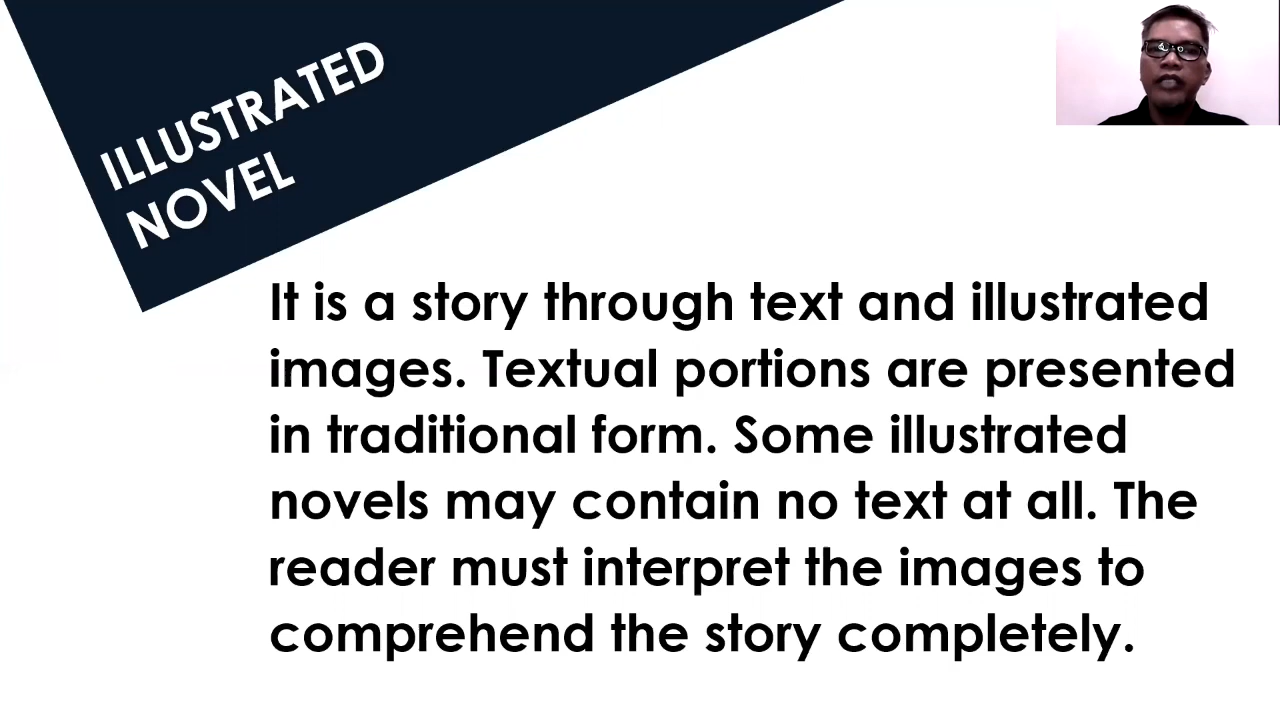 ILLUSTRATED
NOVEL
It is a story through text and illustrated
images. Textual portions are presented
in traditional form. Some illustrated
novels may contain no text at all. The
reader must interpret the images to
comprehend the story completely.